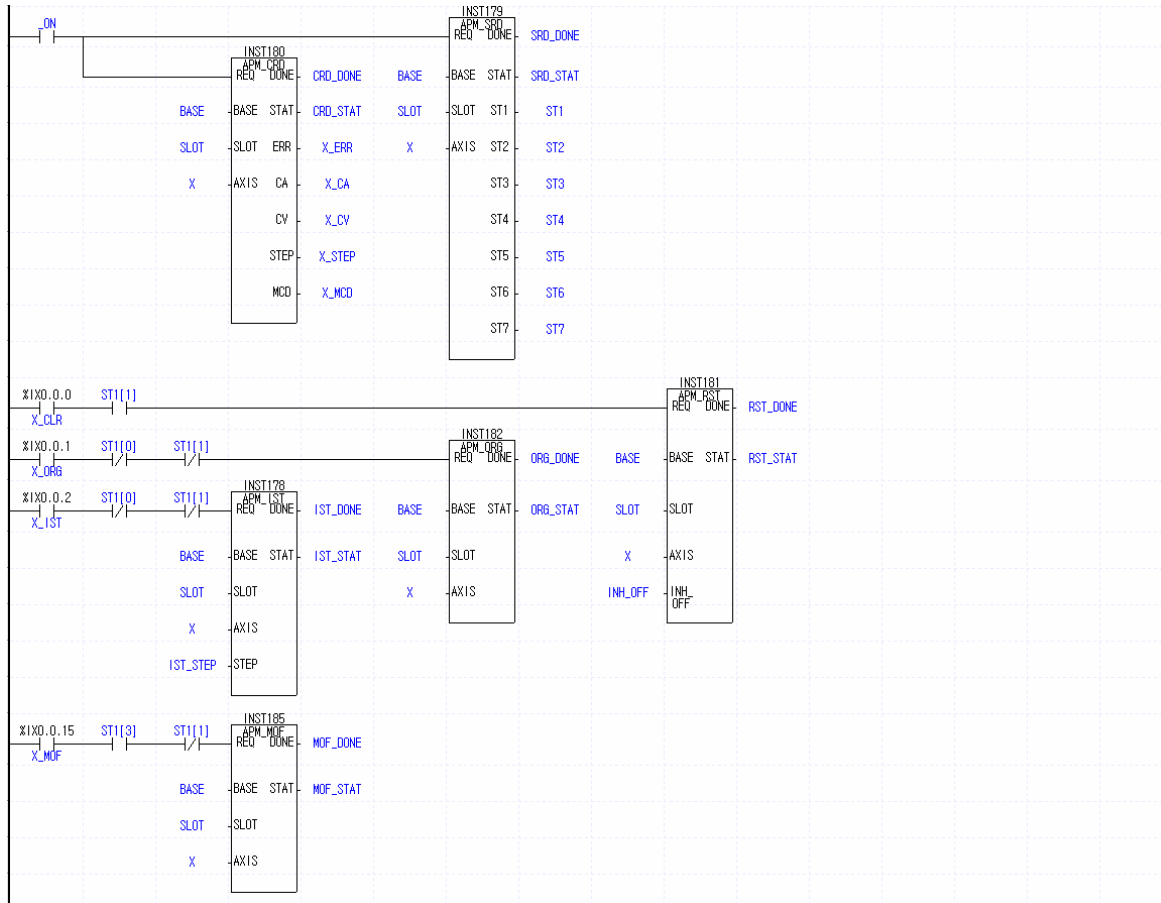 INST179
_ON APM_SRD
REQ DONE SRD_DONE
INST180
APM_CRD
REQ DONE CRD_DONE BASE BASE STAT SRD_STAT
BASE BASE STAT CRD_STAT SLOT SLOT ST1 ST1
SLOT SLOT ERR X_ERR X AXIS ST2 ST2
X AXIS CA X_CA ST3 ST3
CV X_CV ST4 ST4
STEP X_STEP ST5 ST5
MCD X_MCD ST6 ST6
ST7 ST7
INST181
%IX0.0.0 ST1[1] APM_RST
REQ DONE RST_DONE
X_CLR
INST182
%IX0.0.1 ST1[0] ST1[1] APM_ORG
REQ DONE ORG_DONE BASE BASE STAT RST_STAT
X_ORG
INST178
%IX0.0.2 ST1[0] ST1[1] APM_IST
REQ DONE IST_DONE BASE BASE STAT ORG_STAT SLOT SLOT
X_IST
BASE BASE STAT IST_STAT SLOT SLOT X AXIS
SLOT SLOT X AXIS INH_OFF INH_
OFF
X AXIS
IST_STEP STEP
INST185
%IX0.0.15 ST1[3] ST1[1] APM_MOF
REQ DONE MOF_DONE
X_MOF
BASE BASE STAT MOF_STAT
SLOT SLOT
X AXIS